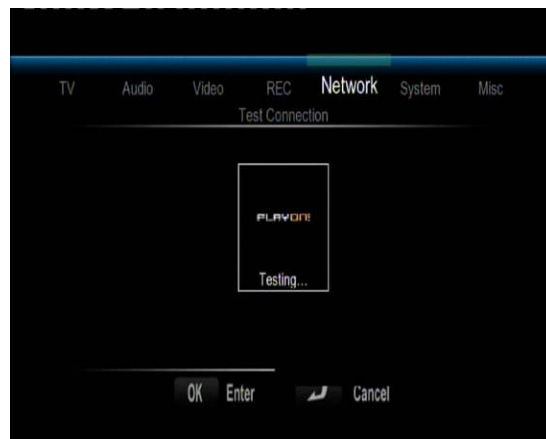 TV Audio Video REC Network System Misc
Test Connection
PLAYON!
Testing...
OK Enter Cancel